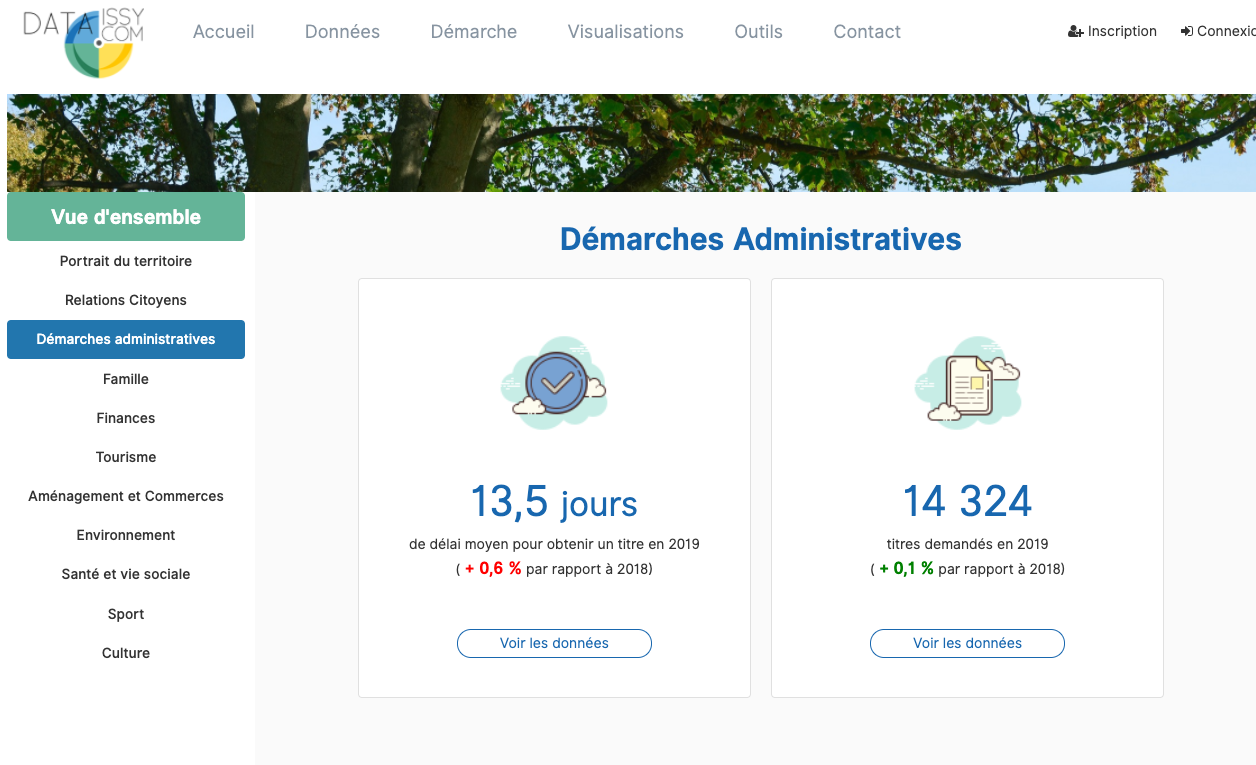 DATA ISSY
.COM
Accueil
Données
Démarche
Visualisations
Outils
Contact
Inscription
Connexio
Vue d'ensemble
Portrait du territoire
Relations Citoyens
Démarches administratives
Famille
Finances
Tourisme
Aménagement et Commerces
Environnement
Santé et vie sociale
Sport
Culture
Démarches Administratives
13,5 jours
de délai moyen pour obtenir un titre en 2019
( + 0,6 % par rapport à 2018)
Voir les données
14 324
titres demandés en 2019
( + 0,1 % par rapport à 2018)
Voir les données